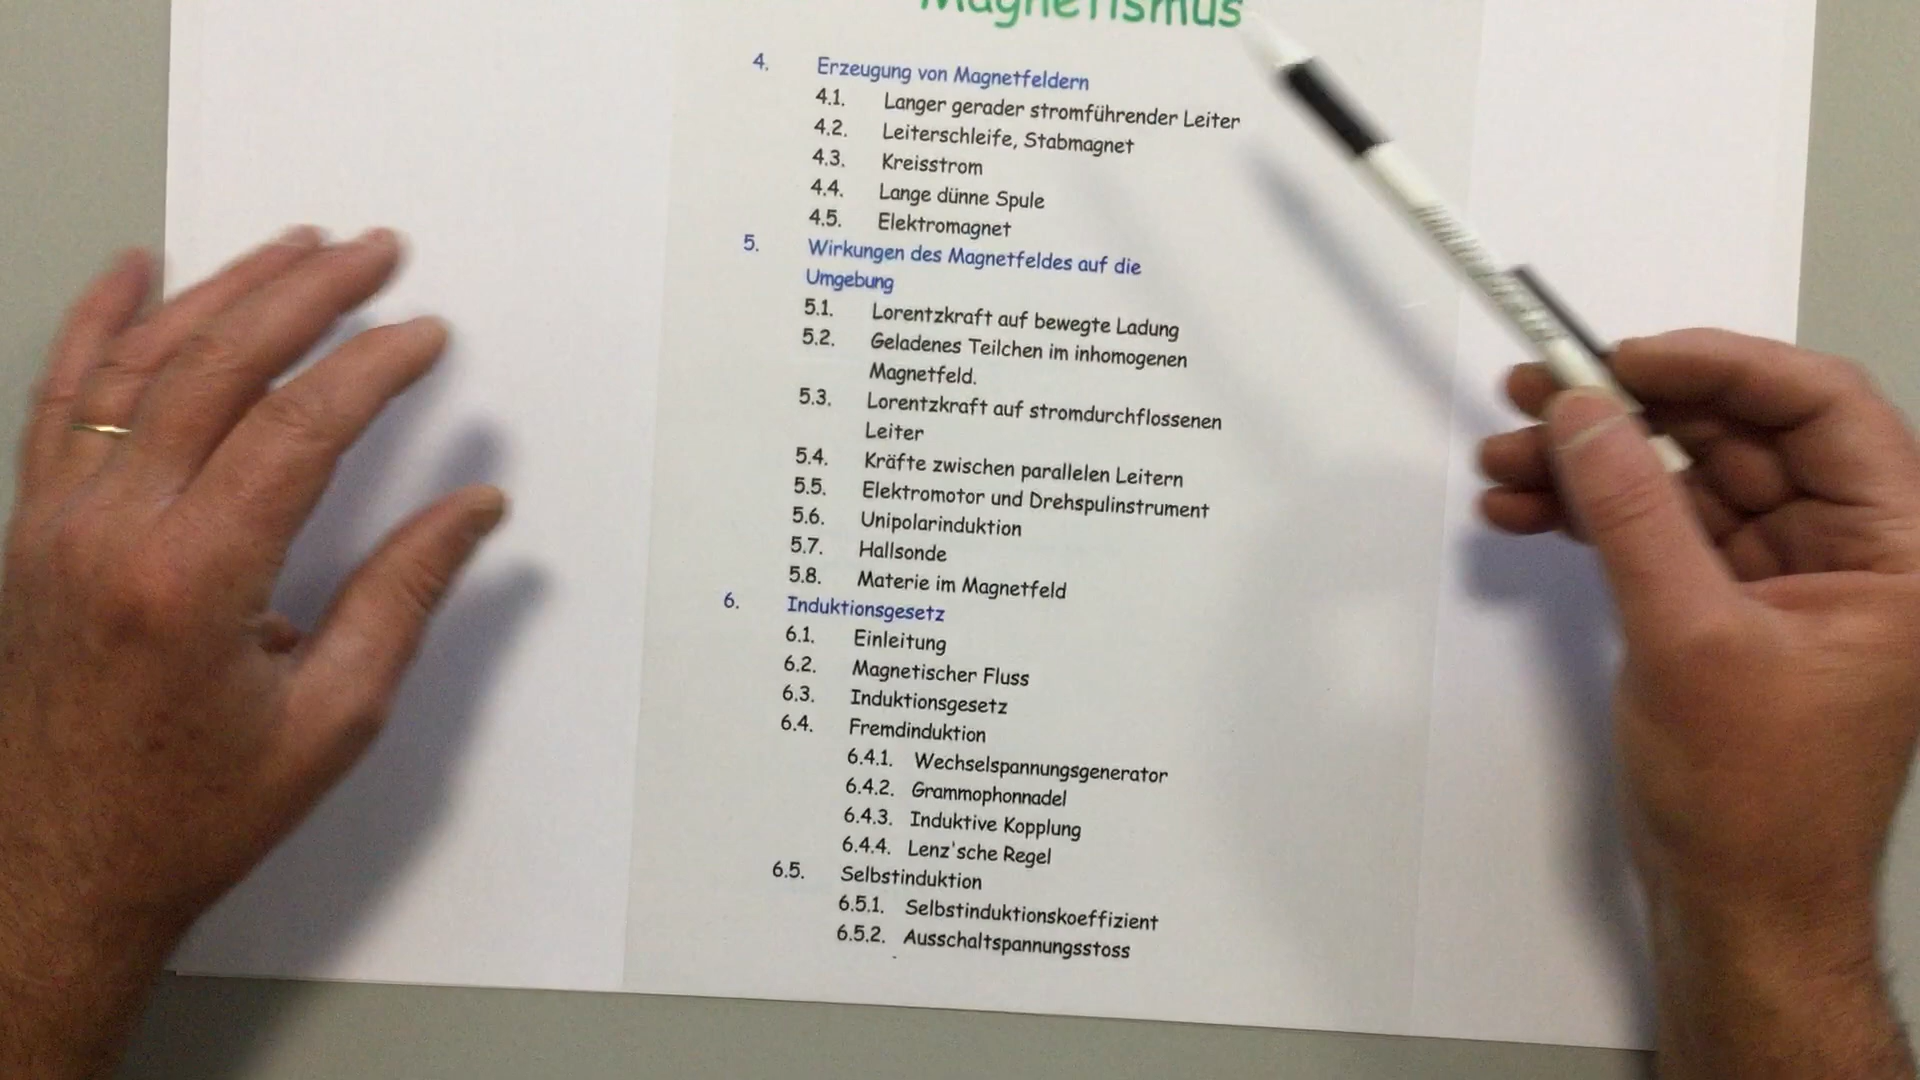 Magnetismus
4. Erzeugung von Magnetfeldern
4.1. Langer gerader stromführender Leiter
4.2. Leiterschleife, Stabmagnet
4.3. Kreisstrom
4.4. Lange dünne Spule
4.5. Elektromagnet
5. Wirkungen des Magnetfeldes auf die
Umgebung
5.1. Lorentzkraft auf bewegte Ladung
5.2. Geladenes Teilchen im inhomogenen
Magnetfeld.
5.3. Lorentzkraft auf stromdurchflossenen
Leiter
5.4. Kräfte zwischen parallelen Leitern
5.5. Elektromotor und Drehspulinstrument
5.6. Unipolarinduktion
5.7. Hallsonde
5.8. Materie im Magnetfeld
6. Induktionsgesetz
6.1. Einleitung
6.2. Magnetischer Fluss
6.3. Induktionsgesetz
6.4. Fremdinduktion
6.4.1. Wechselspannungsgenerator
6.4.2. Grammophonnadel
6.4.3. Induktive Kopplung
6.4.4. Lenz'sche Regel
6.5. Selbstinduktion
6.5.1. Selbstinduktionskoeffizient
6.5.2. Ausschaltspannungsstoss